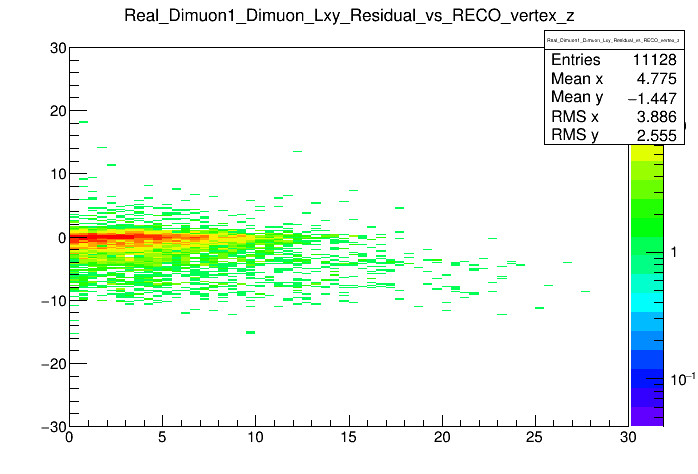 Real_Dimuon1_Dimuon_Lxy_Residual_vs_RECO_vertex_z
Real_Dimuon1_Dimuon_Lxy_Residual_vs_RECO_vertex_z
Entries 11128
Mean x 4.775
Mean y −1.447
RMS x 3.886
RMS y 2.555
30
20
10
0
−10
−20
−30
0 5 10 15 20 25 30
1
10⁻¹